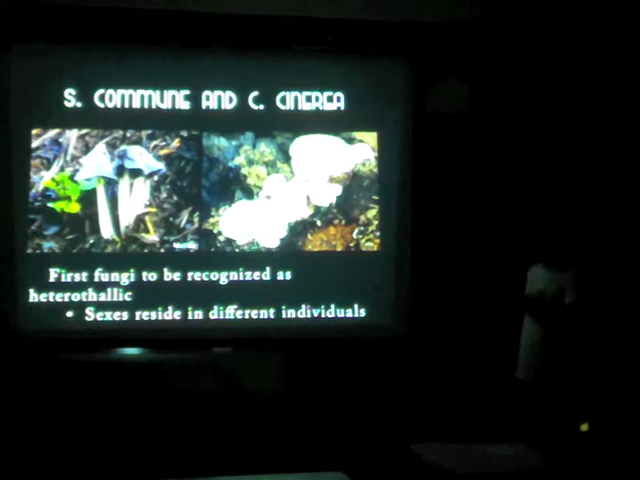 S. COMMUNE AND C. CINEREA
First fungi to be recognized as
heterothallic
• Sexes reside in different individuals